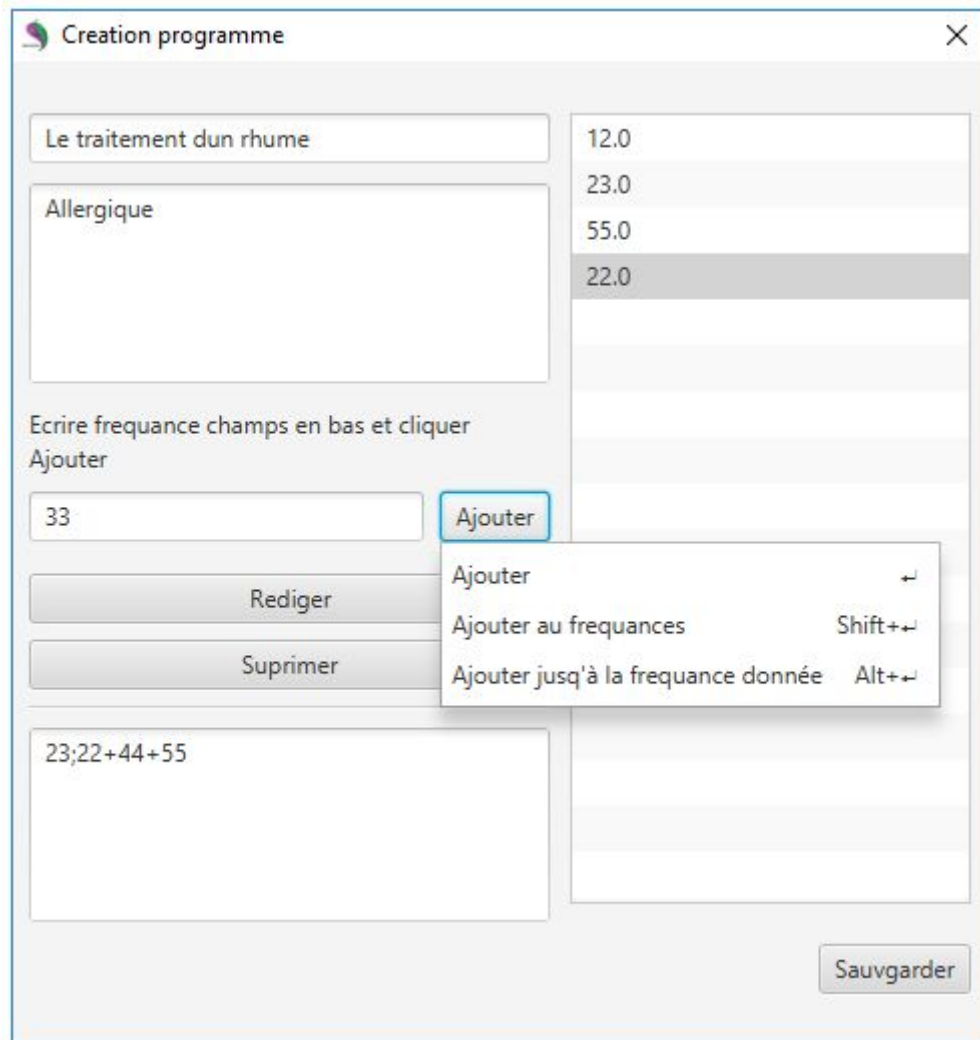 Creation programme
Le traitement dun rhume
Allergique
Ecrire frequance champs en bas et cliquer
Ajouter
33
Ajouter
Ajouter ↵
Ajouter au frequances Shift+↵
Ajouter jusq'à la frequance donnée Alt+↵
Rediger
Suprimer
23;22+44+55
12.0
23.0
55.0
22.0
Sauvgarder